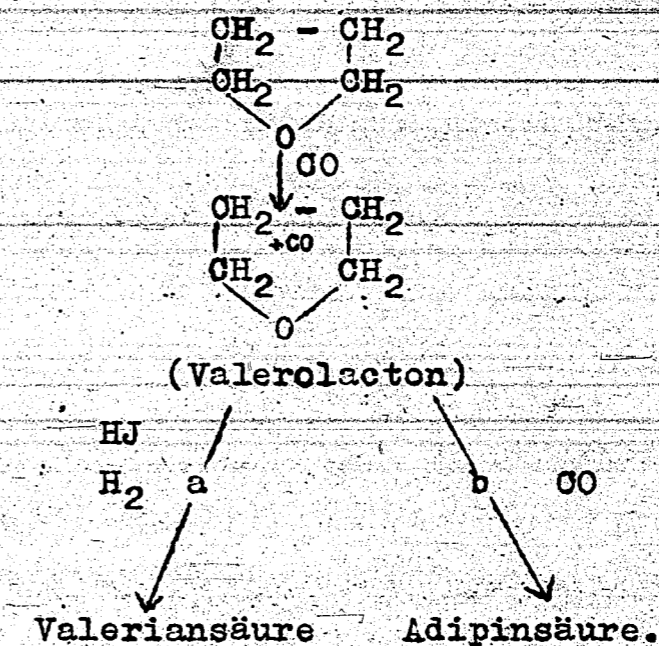 CH2 - CH2
CH2 CH2
O
CO
CH2 - CH2
+CO
CH2 CH2
O
(Valerolacton)
HJ
H2 a b CO
Valeriansäure Adipinsäure.